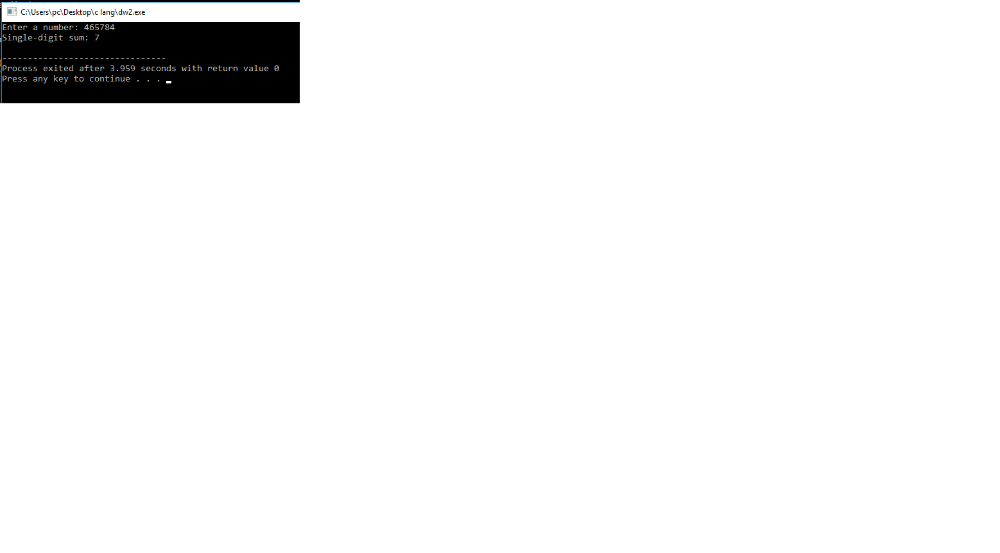 C:\Users\pc\Desktop\c lang\dw2.exe
Enter a number: 465784
Single-digit sum: 7
--------------------------------
Process exited after 3.959 seconds with return value 0
Press any key to continue . . .